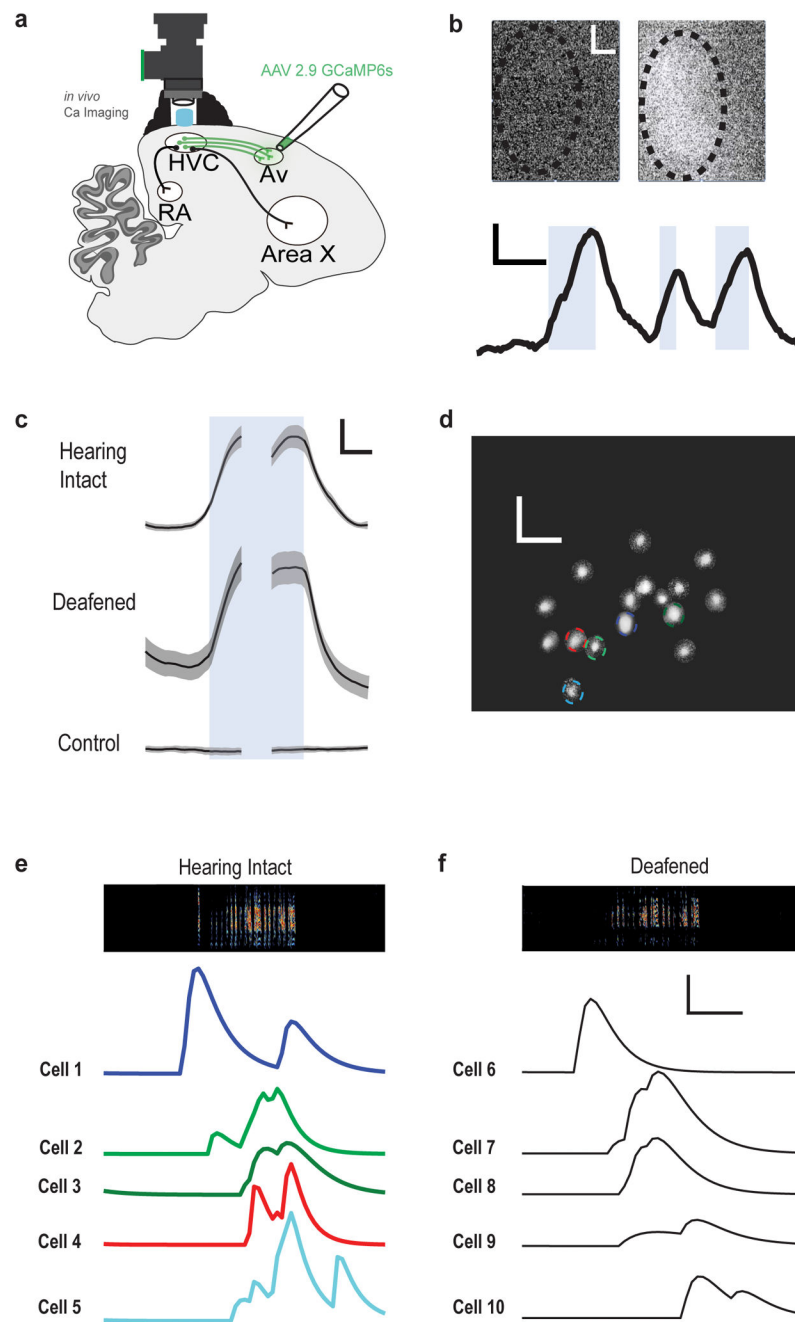 a
AAV 2.9 GCaMP6s
in vivo
Ca Imaging
HVC
Av
RA
Area X
b
c
Hearing
Intact
Deafened
Control
d
e
Hearing Intact
Cell 1
Cell 2
Cell 3
Cell 4
Cell 5
f
Deafened
Cell 6
Cell 7
Cell 8
Cell 9
Cell 10